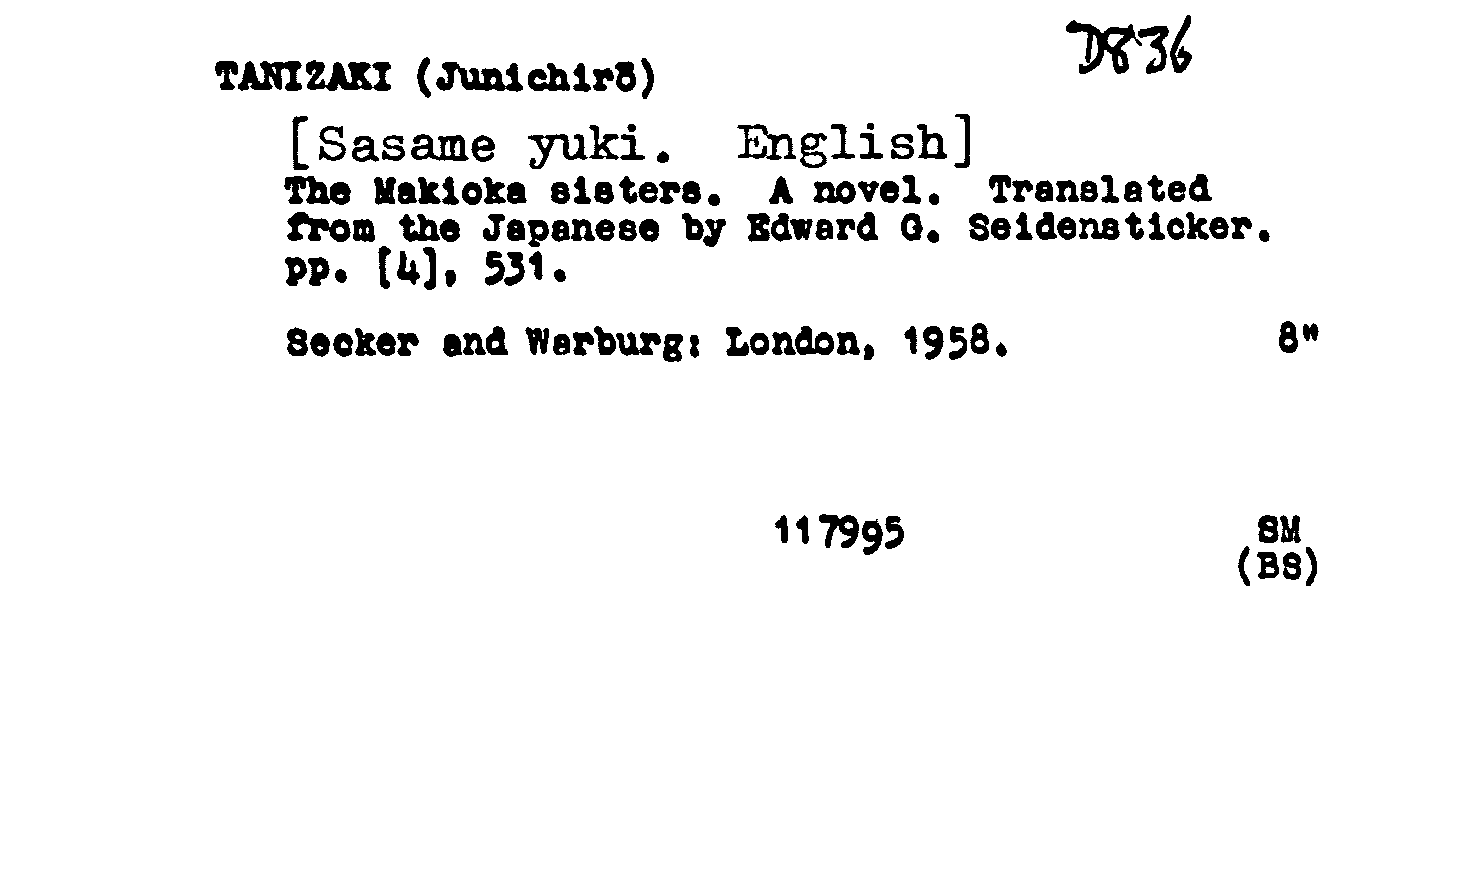 D836
TANIZAKI (Junichirō)
[Sasame yuki. English]
The Makioka sisters. A novel. Translated
from the Japanese by Edward G. Seidensticker.
pp. [4], 531.
Secker and Warburg: London, 1958. 8"
117995 SM
(BS)